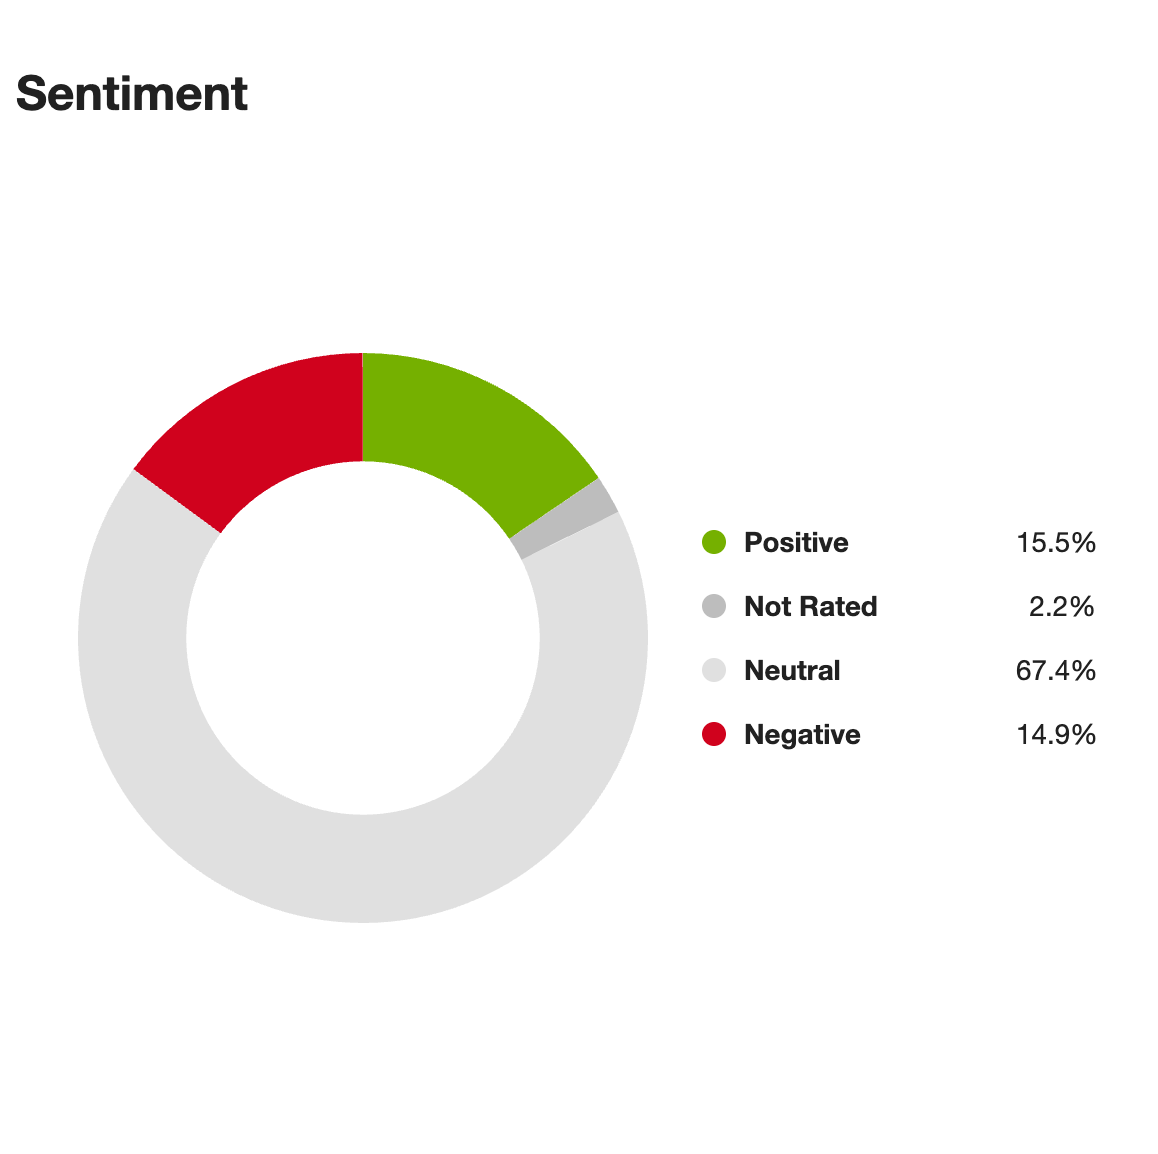 Sentiment
Positive 15.5%
Not Rated 2.2%
Neutral 67.4%
Negative 14.9%